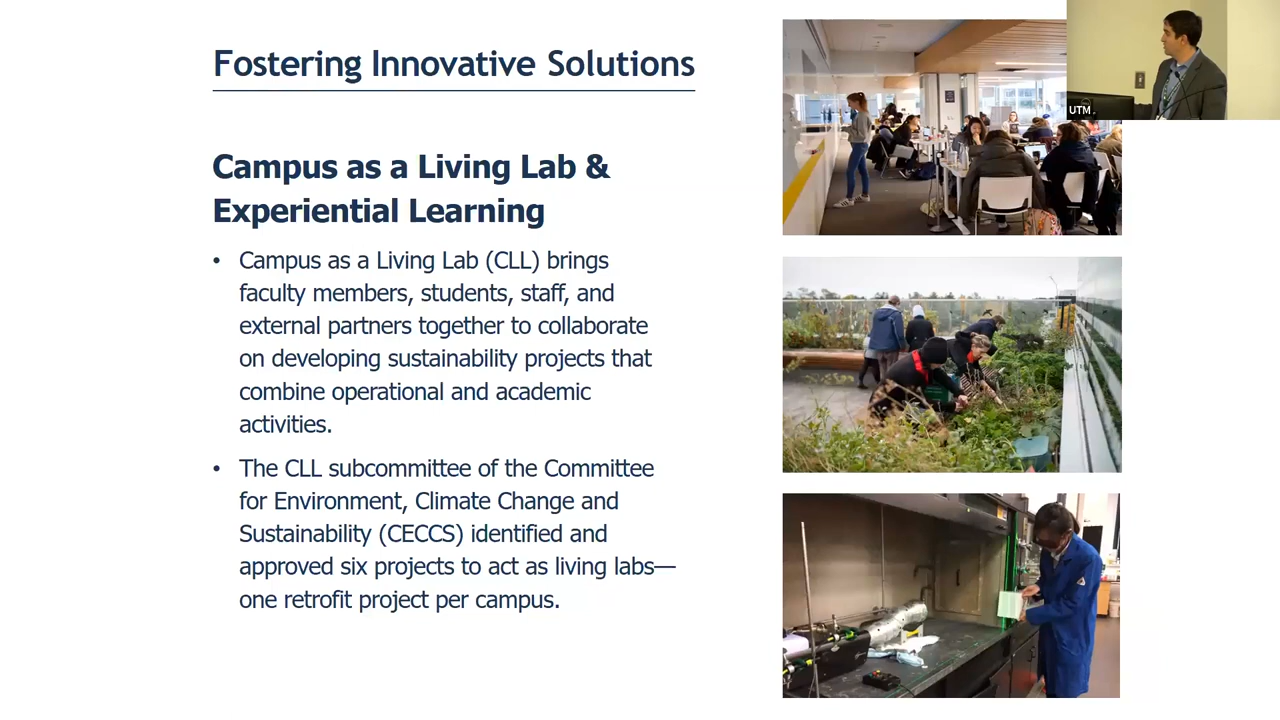 Fostering Innovative Solutions
Campus as a Living Lab &
Experiential Learning
• Campus as a Living Lab (CLL) brings
faculty members, students, staff, and
external partners together to collaborate
on developing sustainability projects that
combine operational and academic
activities.
• The CLL subcommittee of the Committee
for Environment, Climate Change and
Sustainability (CECCS) identified and
approved six projects to act as living labs—
one retrofit project per campus.
UTM